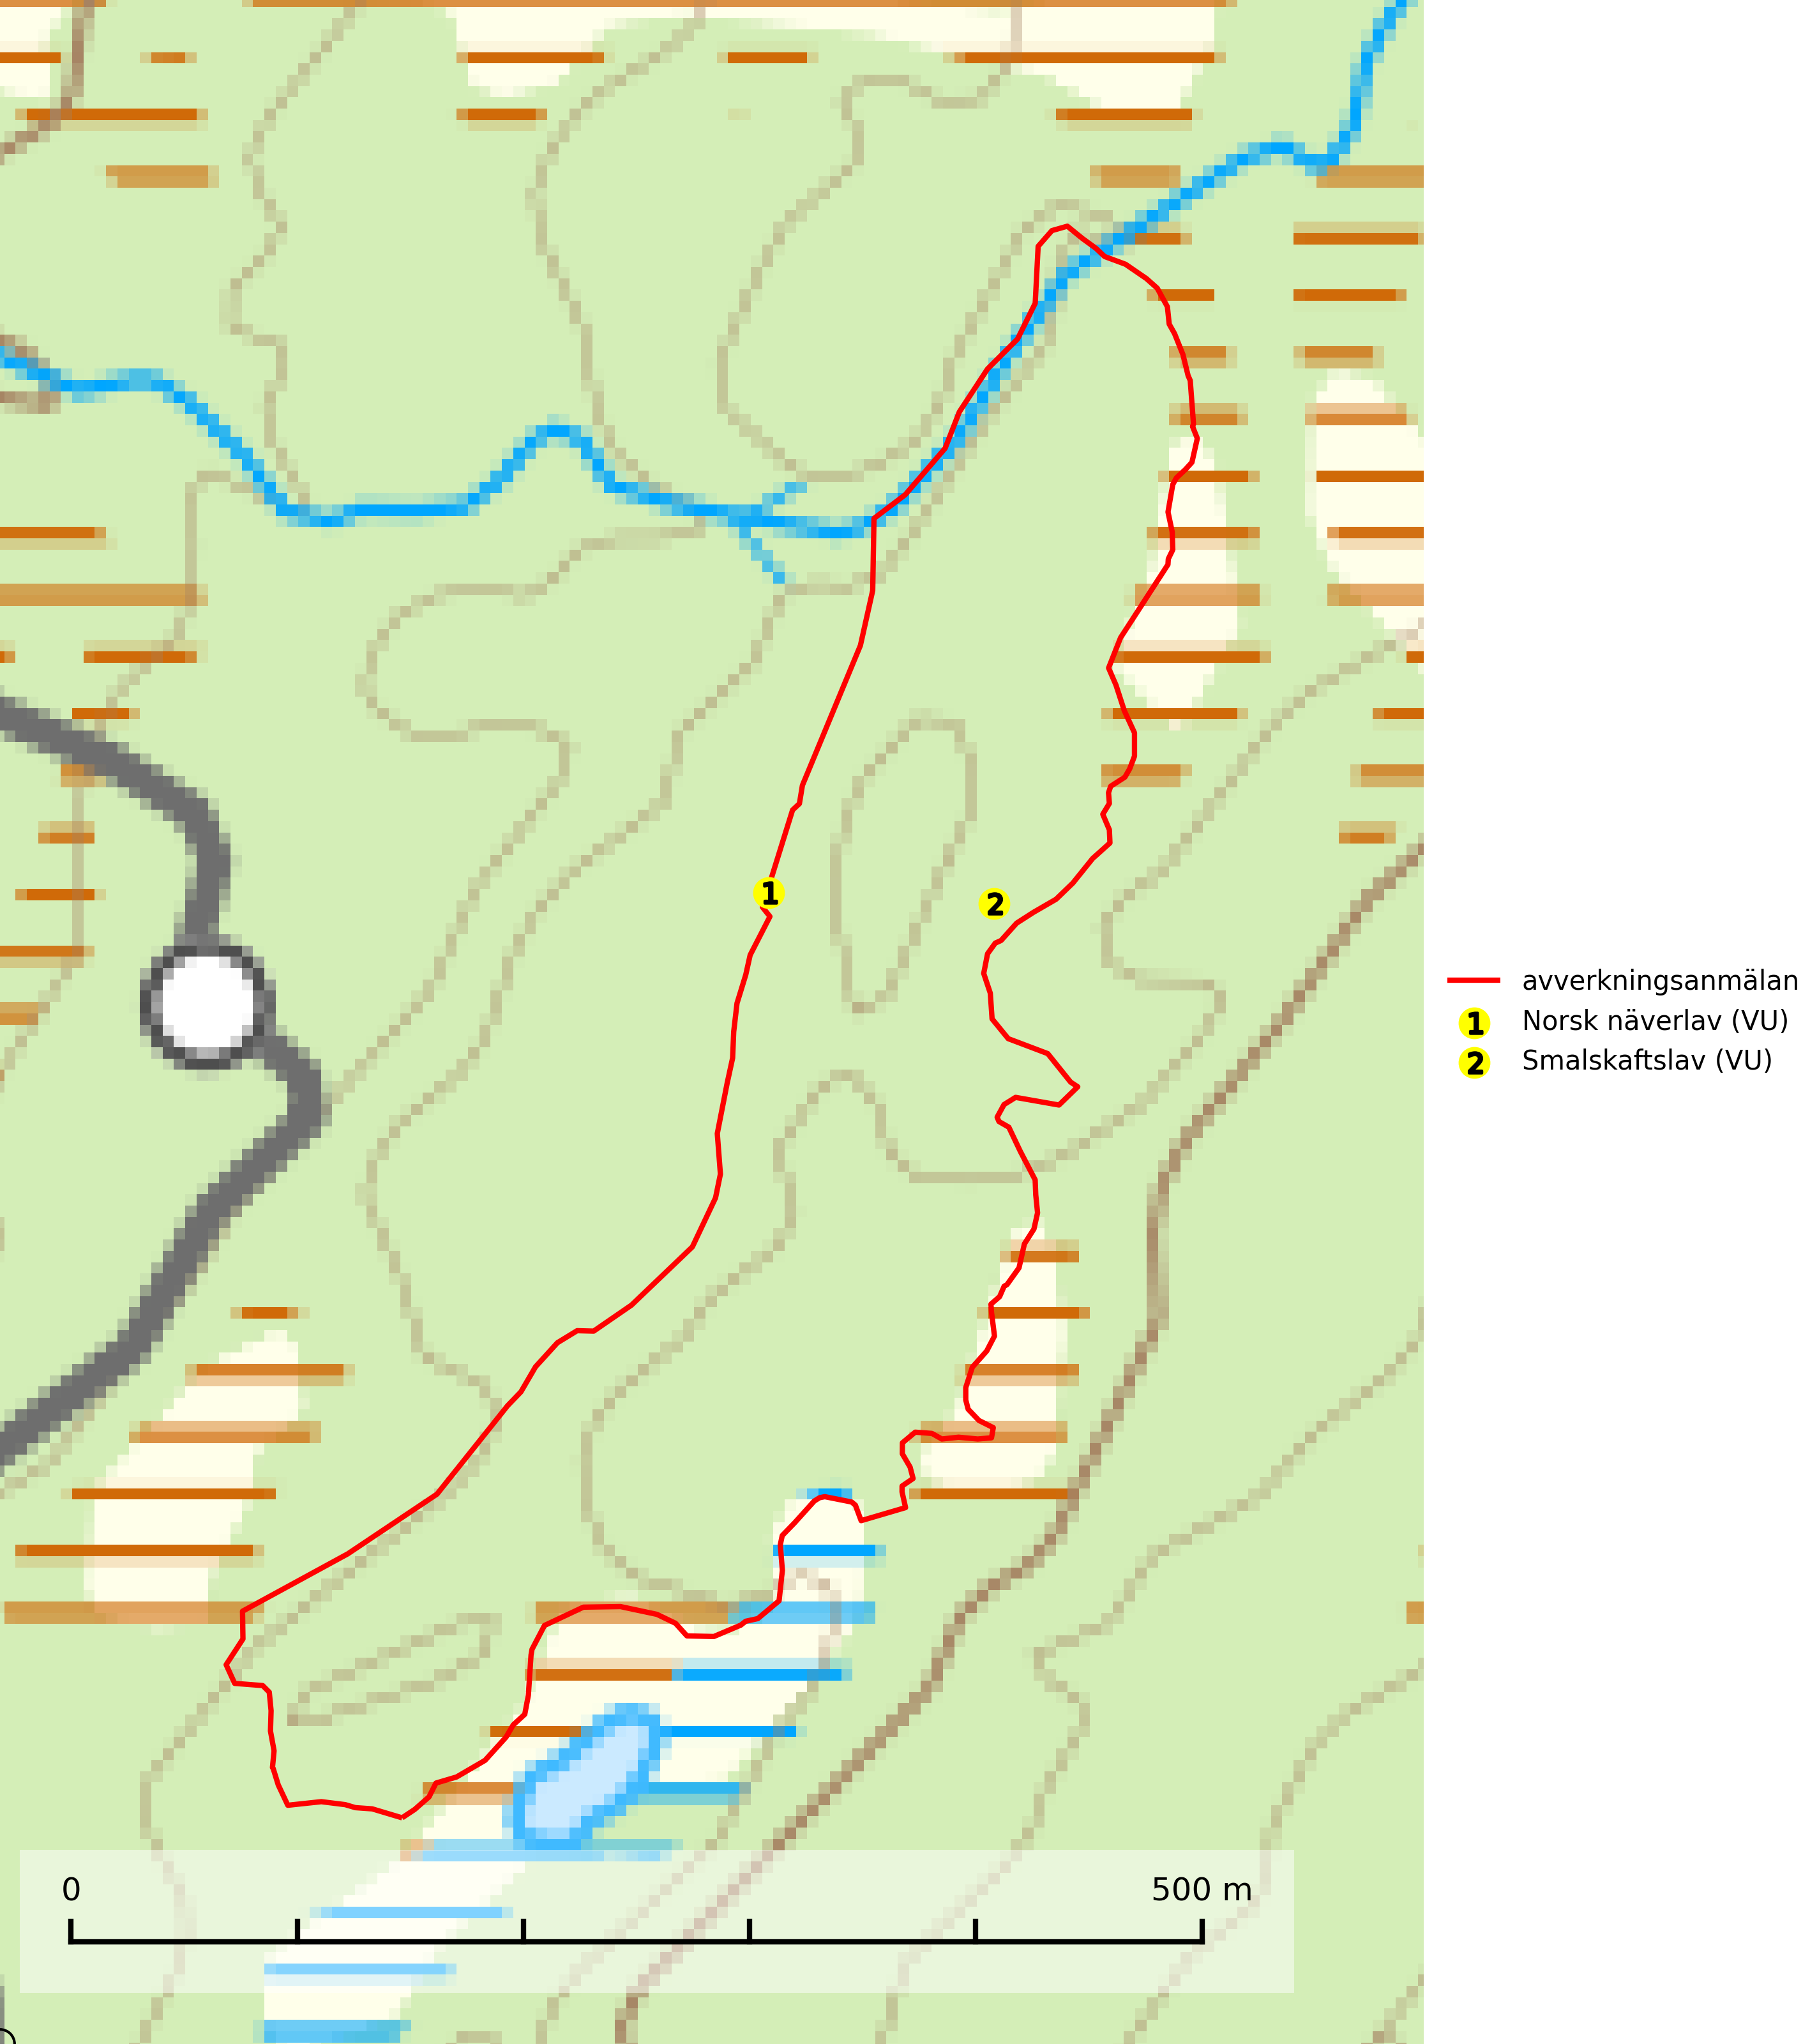 1
2
avverkningsanmälan
1 Norsk näverlav (VU)
2 Smalskaftslav (VU)
0 500 m